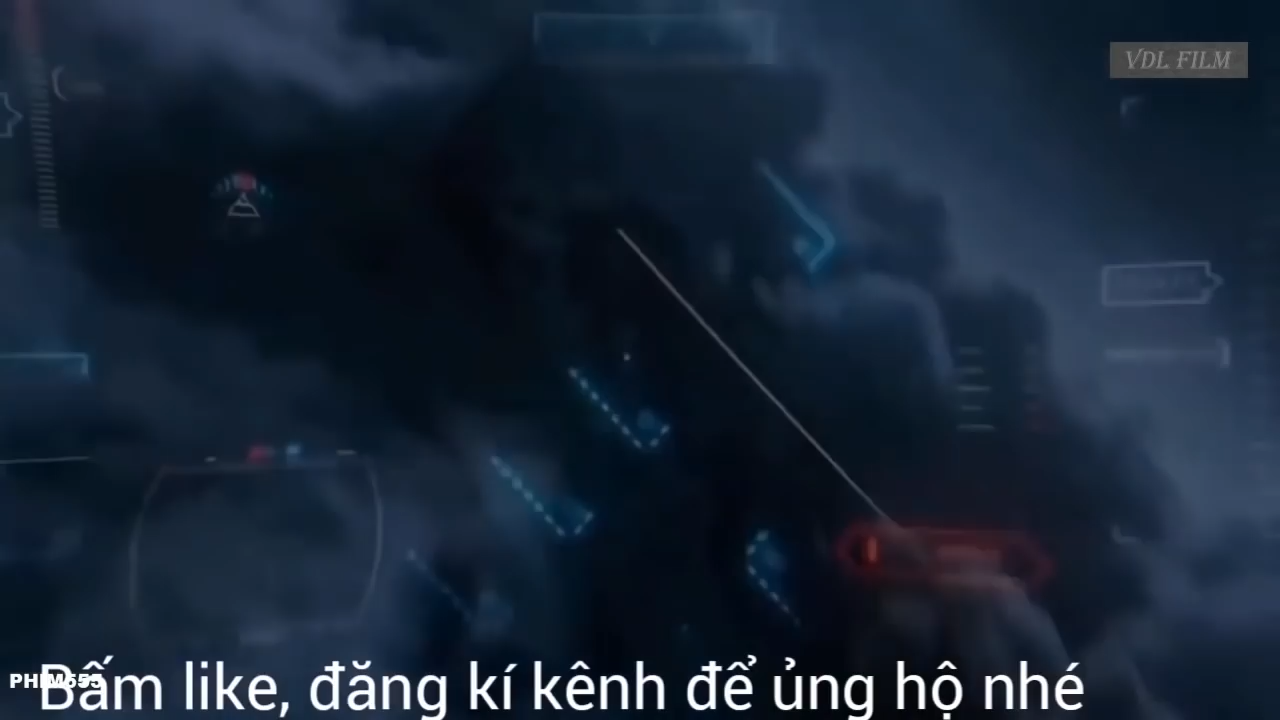 VDL FILM
PHIM655
Bấm like, đăng kí kênh để ủng hộ nhé